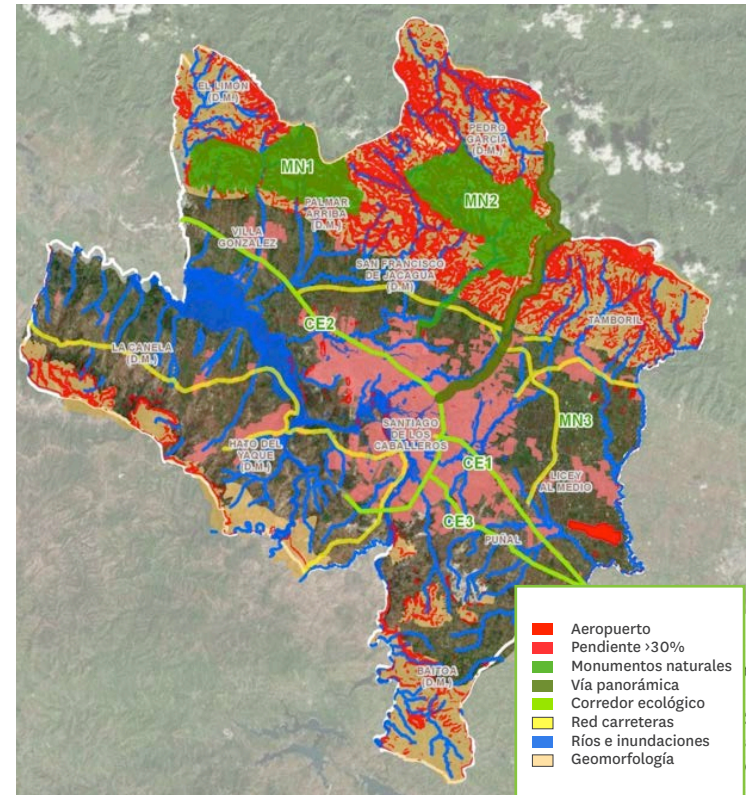 EL LIMÓN
(D.M.)
PEDRO
GARCÍA
(D.M.)
MN1
MN2
PALMAR
ARRIBA
(D.M.)
VILLA
GONZÁLEZ
SAN FRANCISCO
DE JACAGUA
(D.M)
CE2
TAMBORIL
LA CANELA
(D.M.)
MN3
SANTIAGO
DE LOS
CABALLEROS
HATO DEL
YAQUE
(D.M.)
CE1
LICEY
AL MEDIO
CE3
PUÑAL
BAITOA
(D.M.)
Aeropuerto
Pendiente >30%
Monumentos naturales
Vía panorámica
Corredor ecológico
Red carreteras
Ríos e inundaciones
Geomorfología